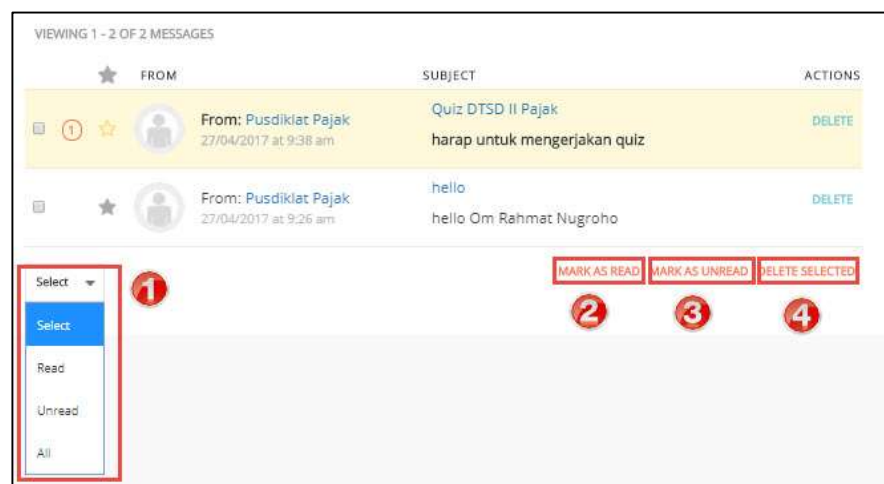 VIEWING 1 - 2 OF 2 MESSAGES
FROM SUBJECT ACTIONS
1 From: Pusdiklat Pajak Quiz DTSD II Pajak DELETE
27/04/2017 at 9:38 am harap untuk mengerjakan quiz
From: Pusdiklat Pajak hello DELETE
27/04/2017 at 9:26 am hello Om Rahmat Nugroho
Select 1 MARK AS READ MARK AS UNREAD DELETE SELECTED
2 3 4
Select
Read
Unread
All